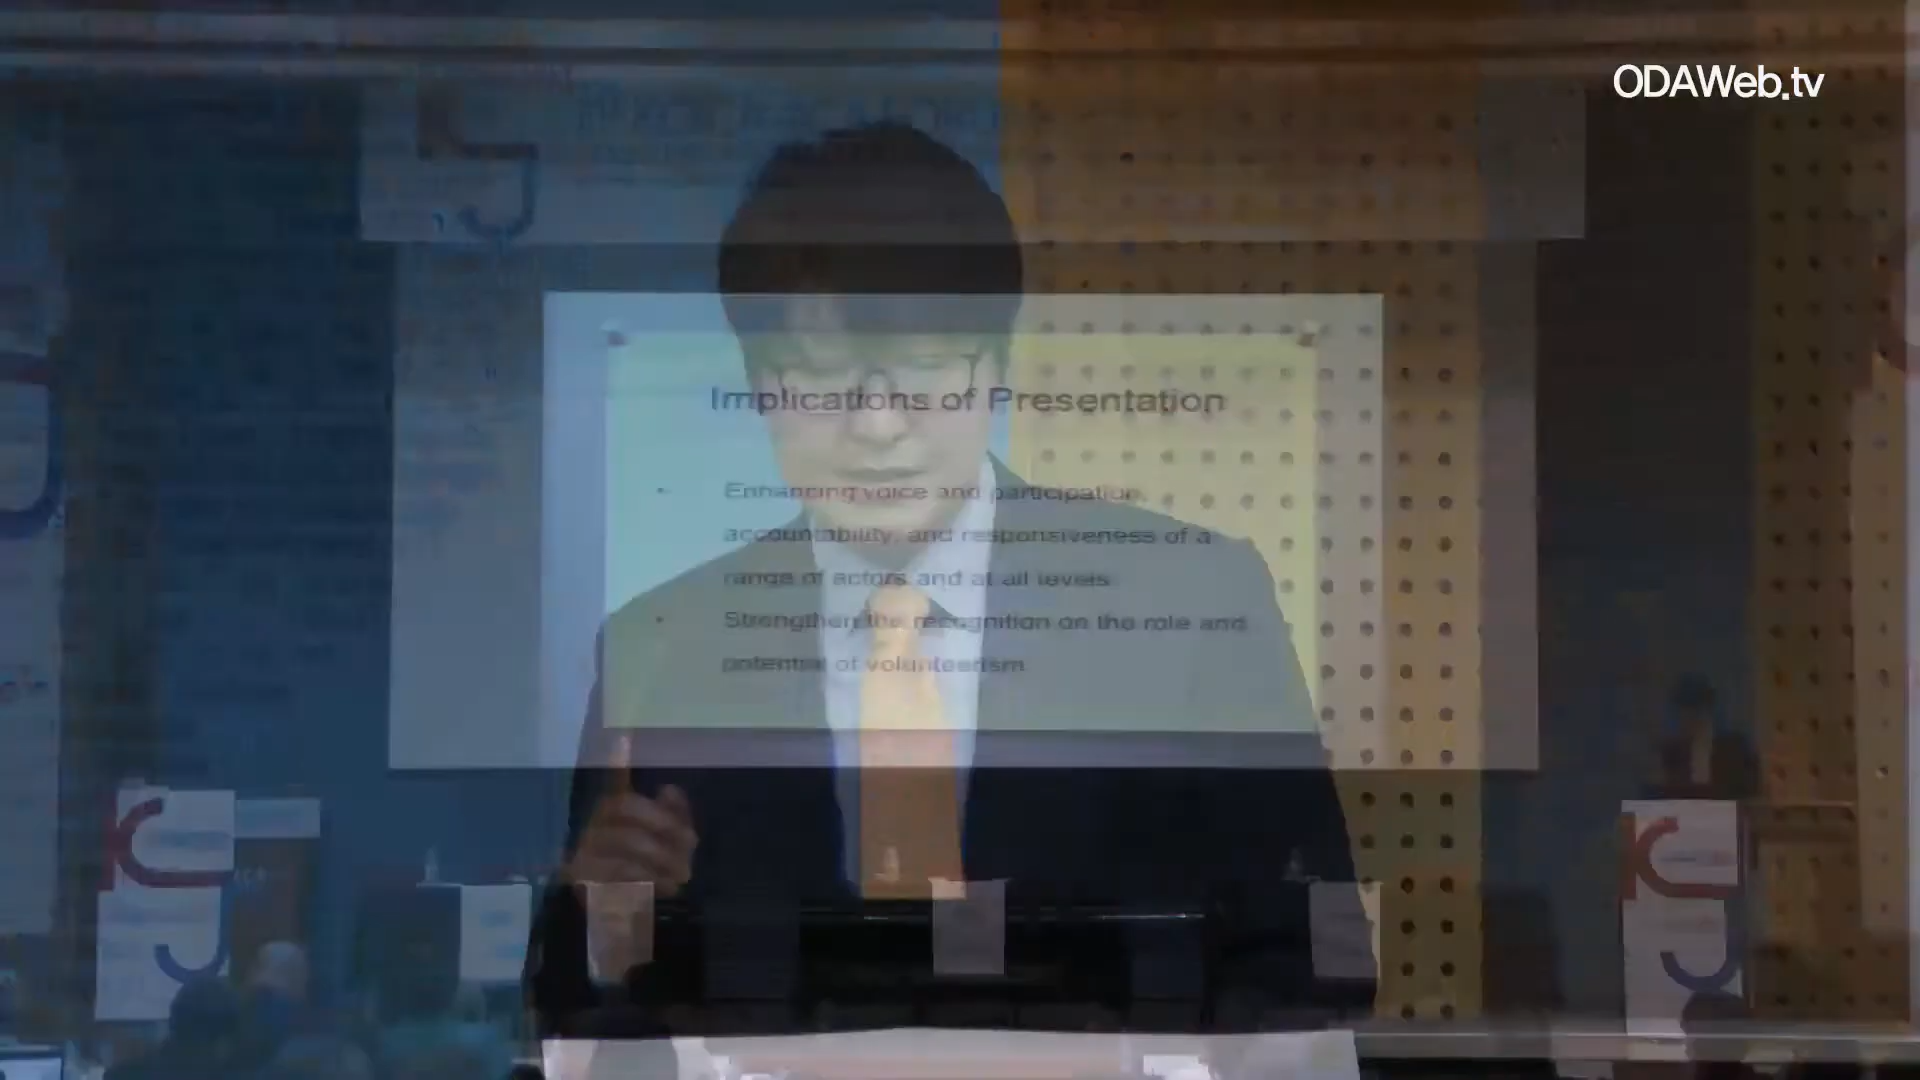 ODAWeb.tv
Implications of Presentation
• Enhancing voice and participation,
accountability, and responsiveness of a
range of actors and at all levels
• Strengthen the recognition on the role and
potential of volunteerism